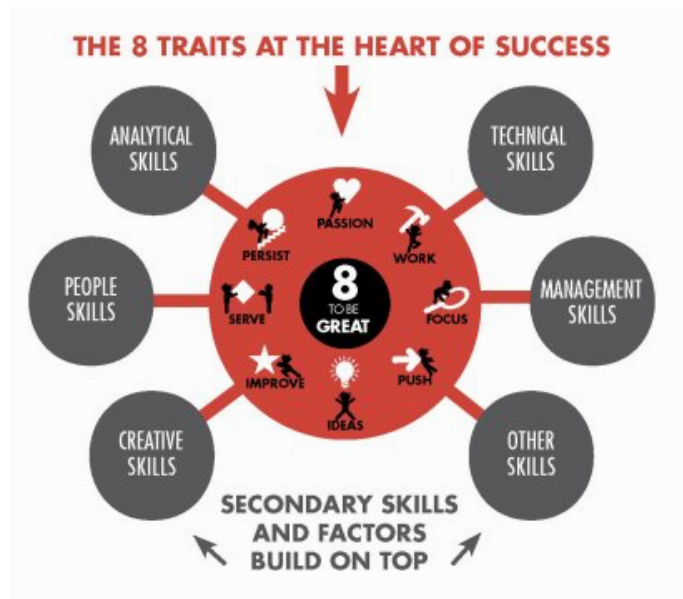 THE 8 TRAITS AT THE HEART OF SUCCESS
ANALYTICAL
SKILLS
TECHNICAL
SKILLS
PASSION
PERSIST
WORK
PEOPLE
SKILLS
8
TO BE
GREAT
SERVE
FOCUS
MANAGEMENT
SKILLS
IMPROVE
PUSH
IDEAS
CREATIVE
SKILLS
OTHER
SKILLS
SECONDARY SKILLS
AND FACTORS
BUILD ON TOP